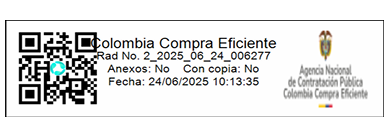 Colombia Compra Eficiente
Rad No. 2_2025_06_24_006277
Anexos: No Con copia: No
Fecha: 24/06/2025 10:13:35
Agencia Nacional
de Contratación Pública
Colombia Compra Eficiente